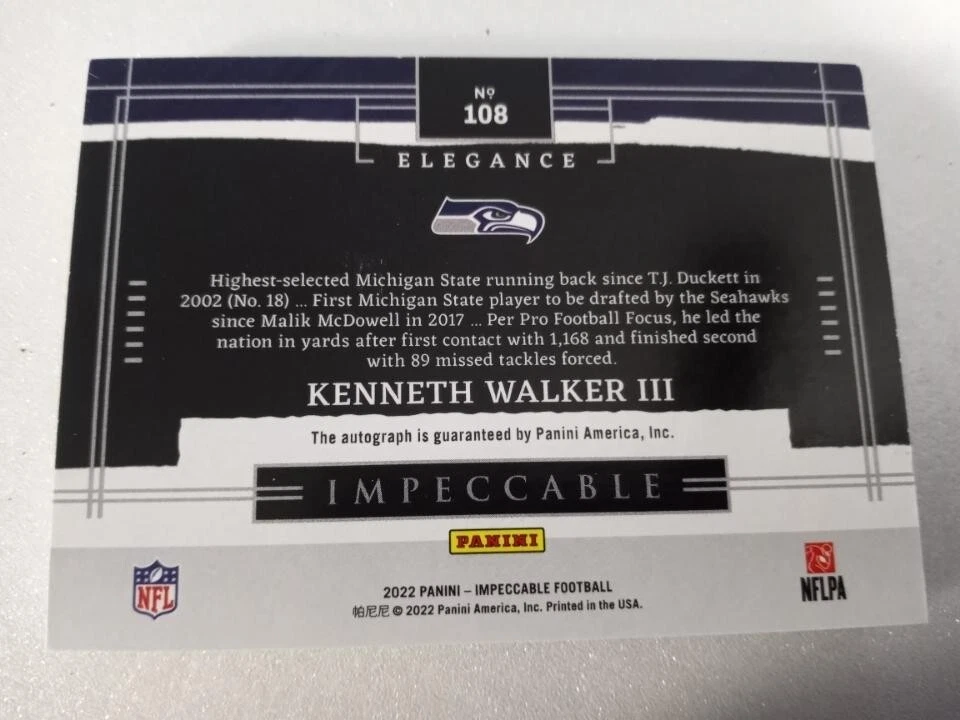 Nº
108
ELEGANCE
Highest-selected Michigan State running back since T.J. Duckett in
2002 (No. 18) ... First Michigan State player to be drafted by the Seahawks
since Malik McDowell in 2017 ... Per Pro Football Focus, he led the
nation in yards after first contact with 1,168 and finished second
with 89 missed tackles forced.
KENNETH WALKER III
The autograph is guaranteed by Panini America, Inc.
IMPECCABLE
PANINI
NFL
NFLPA
2022 PANINI – IMPECCABLE FOOTBALL
帕尼尼 © 2022 Panini America, Inc. Printed in the USA.